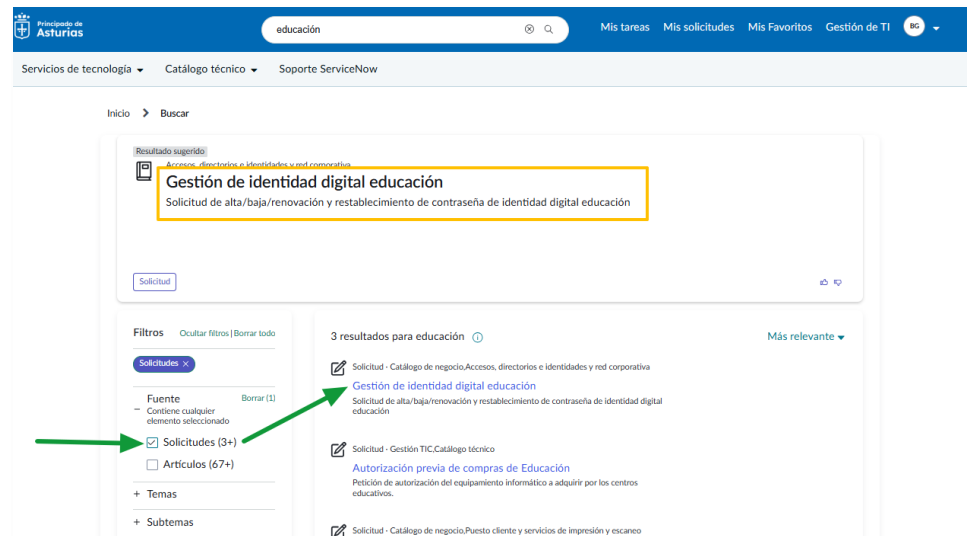 Principado de
Asturias
educación
Mis tareas
Mis solicitudes
Mis Favoritos
Gestión de TI
BG
Servicios de tecnología
Catálogo técnico
Soporte ServiceNow
Inicio
Buscar
Resultado sugerido
Accesos, directorios e identidades y red corporativa
Gestión de identidad digital educación
Solicitud de alta/baja/renovación y restablecimiento de contraseña de identidad digital educación
Solicitud
Filtros
Ocultar filtros | Borrar todo
Solicitudes ×
Fuente
Borrar (1)
Contiene cualquier
elemento seleccionado
Solicitudes (3+)
Artículos (67+)
+ Temas
+ Subtemas
3 resultados para educación
Más relevante
Solicitud · Catálogo de negocio,Accesos, directorios e identidades y red corporativa
Gestión de identidad digital educación
Solicitud de alta/baja/renovación y restablecimiento de contraseña de identidad digital
educación
Solicitud · Gestión TIC,Catálogo técnico
Autorización previa de compras de Educación
Petición de autorización del equipamiento informático a adquirir por los centros
educativos.
Solicitud · Catálogo de negocio,Puesto cliente y servicios de impresión y escaneo